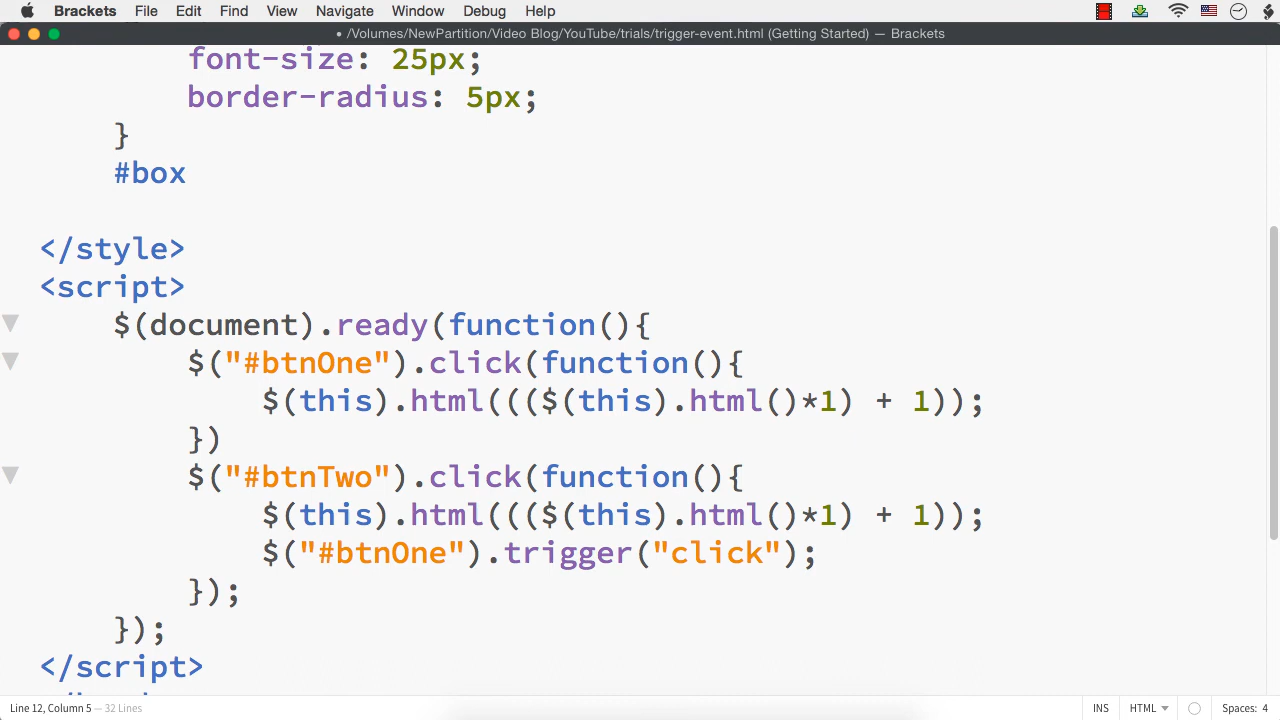 Brackets File Edit Find View Navigate Window Debug Help
• /Volumes/NewPartition/Video Blog/YouTube/trials/trigger-event.html (Getting Started) — Brackets
font-size: 25px;
border-radius: 5px;
}
#box
</style>
<script>
$(document).ready(function(){
$("#btnOne").click(function(){
$(this).html((($(this).html()*1) + 1));
})
$("#btnTwo").click(function(){
$(this).html((($(this).html()*1) + 1));
$("#btnOne").trigger("click");
});
});
</script>
Line 12, Column 5 — 32 Lines INS HTML Spaces: 4